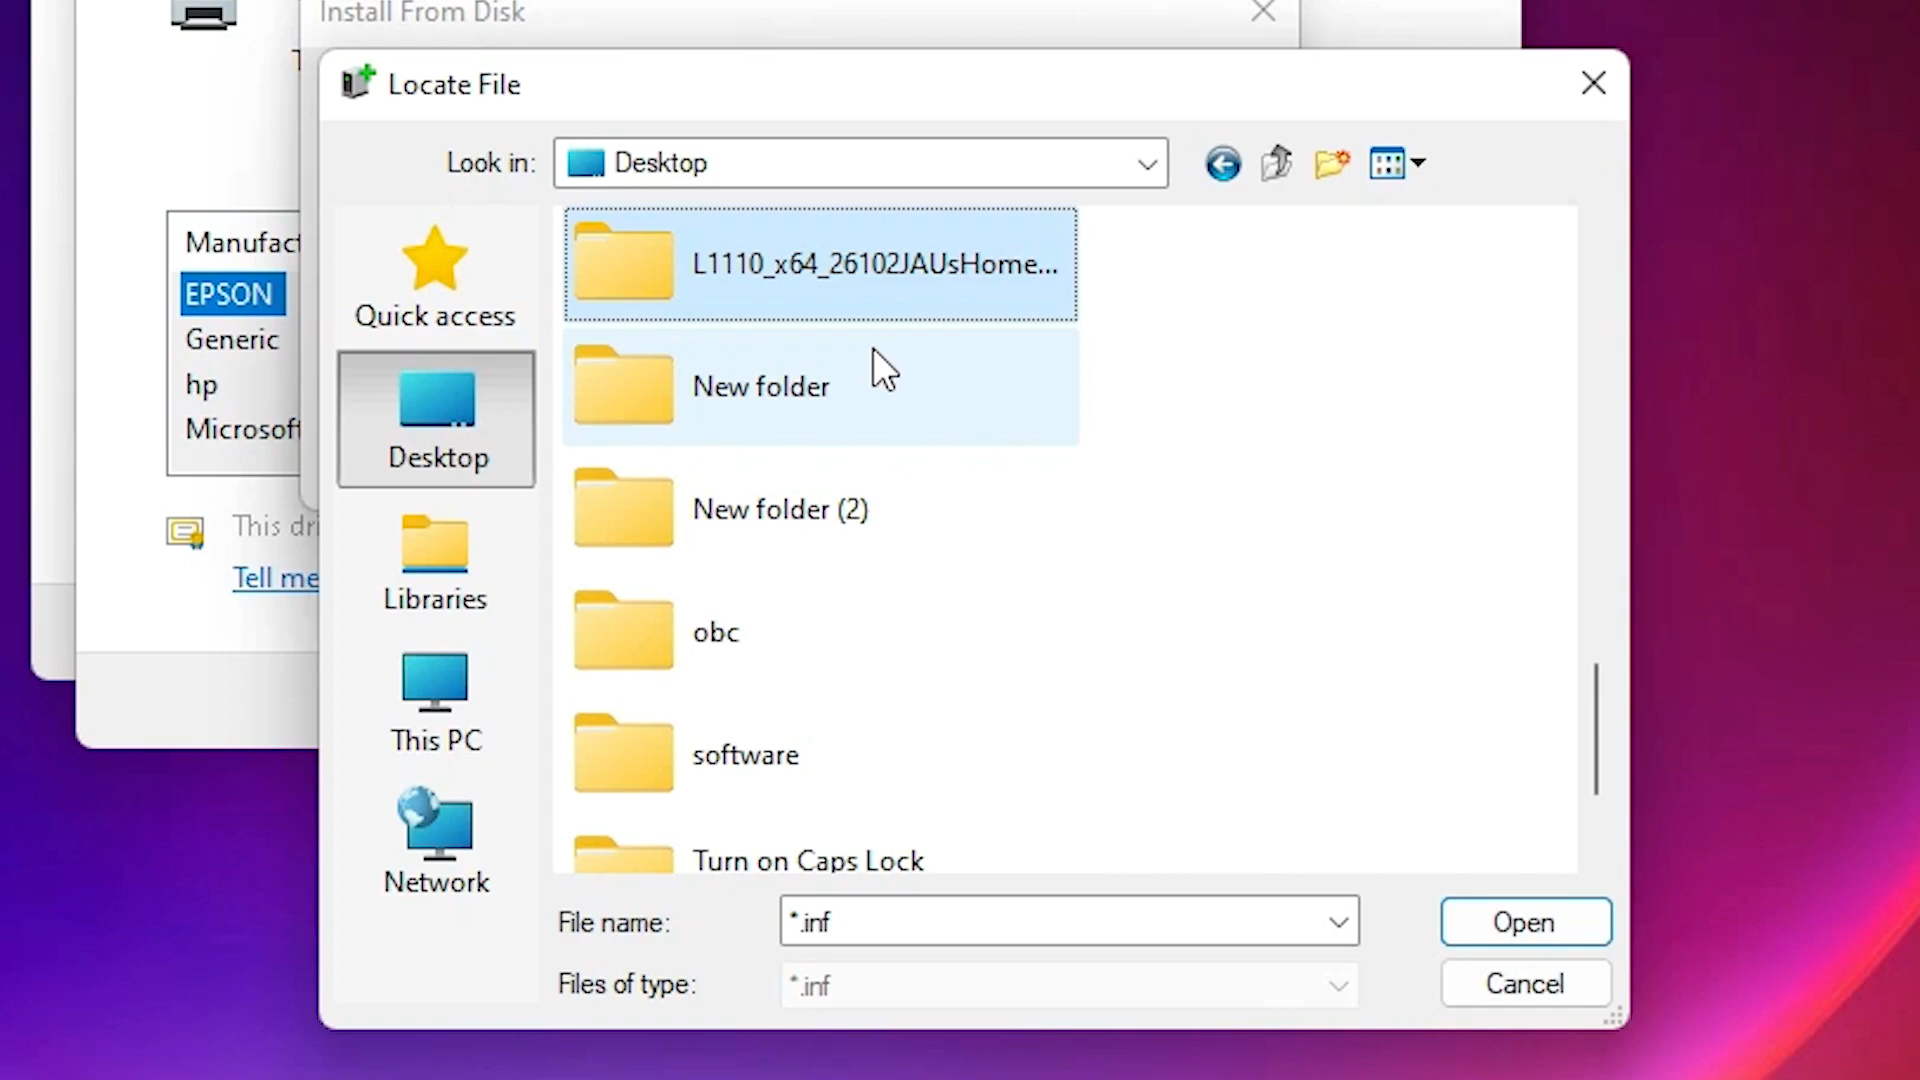 Install From Disk
Locate File
Look in:
Desktop
Manufact
EPSON
Generic
hp
Microsoft
This dri
Tell me
Quick access
Desktop
Libraries
This PC
Network
L1110_x64_26102JAUsHome...
New folder
New folder (2)
obc
software
Turn on Caps Lock
File name:
*.inf
Open
Files of type:
*.inf
Cancel